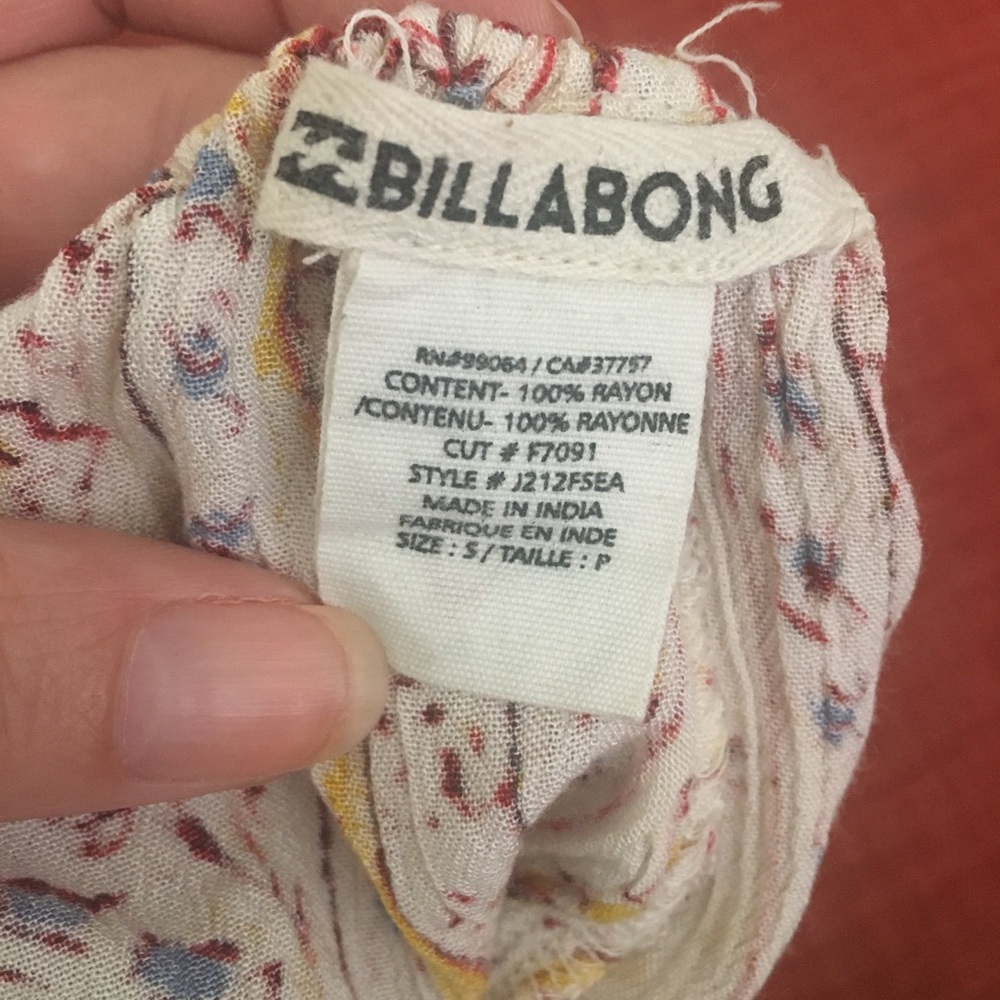 BILLABONG
RN#99064 / CA#37757
CONTENT- 100% RAYON
/CONTENU- 100% RAYONNE
CUT # F7091
STYLE # J212FSEA
MADE IN INDIA
FABRIQUE EN INDE
SIZE : S / TAILLE : P